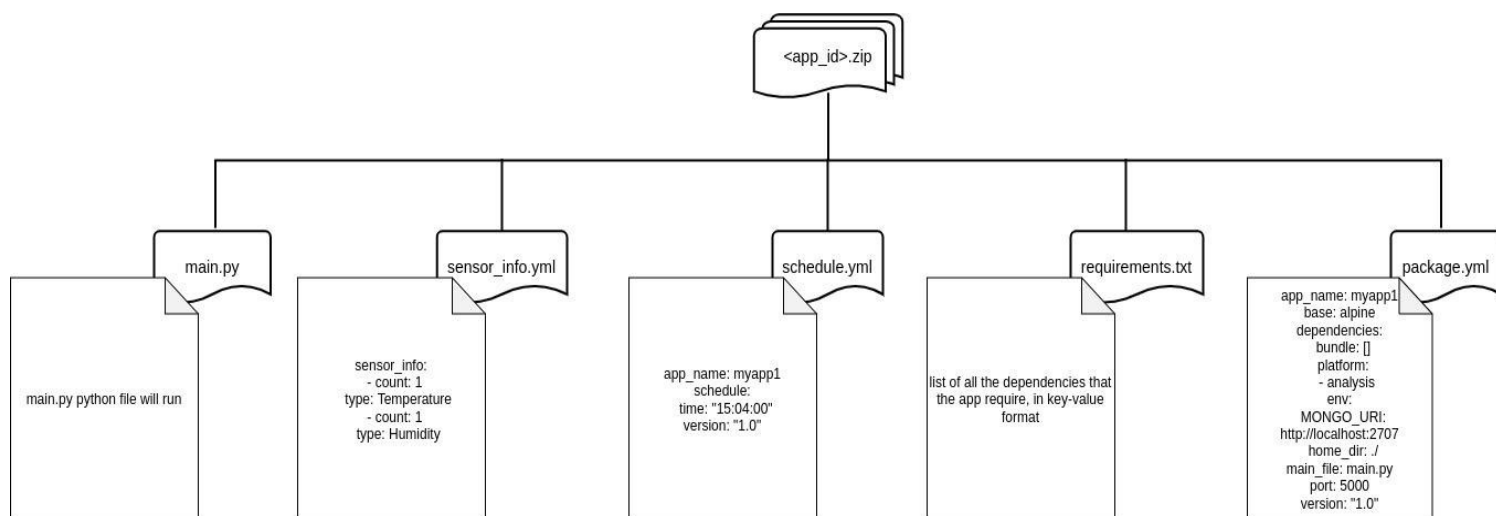 <app_id>.zip
main.py
sensor_info.yml
schedule.yml
requirements.txt
package.yml
main.py python file will run
sensor_info:
- count: 1
type: Temperature
- count: 1
type: Humidity
app_name: myapp1
schedule:
time: "15:04:00"
version: "1.0"
list of all the dependencies that
the app require, in key-value
format
app_name: myapp1
base: alpine
dependencies:
bundle: []
platform:
- analysis
env:
MONGO_URI:
http://localhost:2707
home_dir: ./
main_file: main.py
port: 5000
version: "1.0"